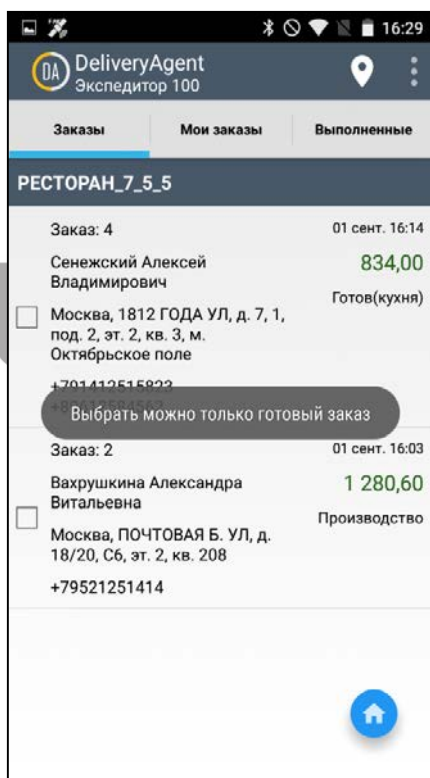 16:29
DA DeliveryAgent
Экспедитор 100
Заказы Мои заказы Выполненные
РЕСТОРАН_7_5_5
Заказ: 4 01 сент. 16:14
Сенежский Алексей 834,00
Владимирович
Готов(кухня)
Москва, 1812 ГОДА УЛ, д. 7, 1,
под. 2, эт. 2, кв. 3, м.
Октябрьское поле
+791412515823
Выбрать можно только готовый заказ
Заказ: 2 01 сент. 16:03
Вахрушкина Александра 1 280,60
Витальевна
Производство
Москва, ПОЧТОВАЯ Б. УЛ, д.
18/20, С6, эт. 2, кв. 208
+79521251414